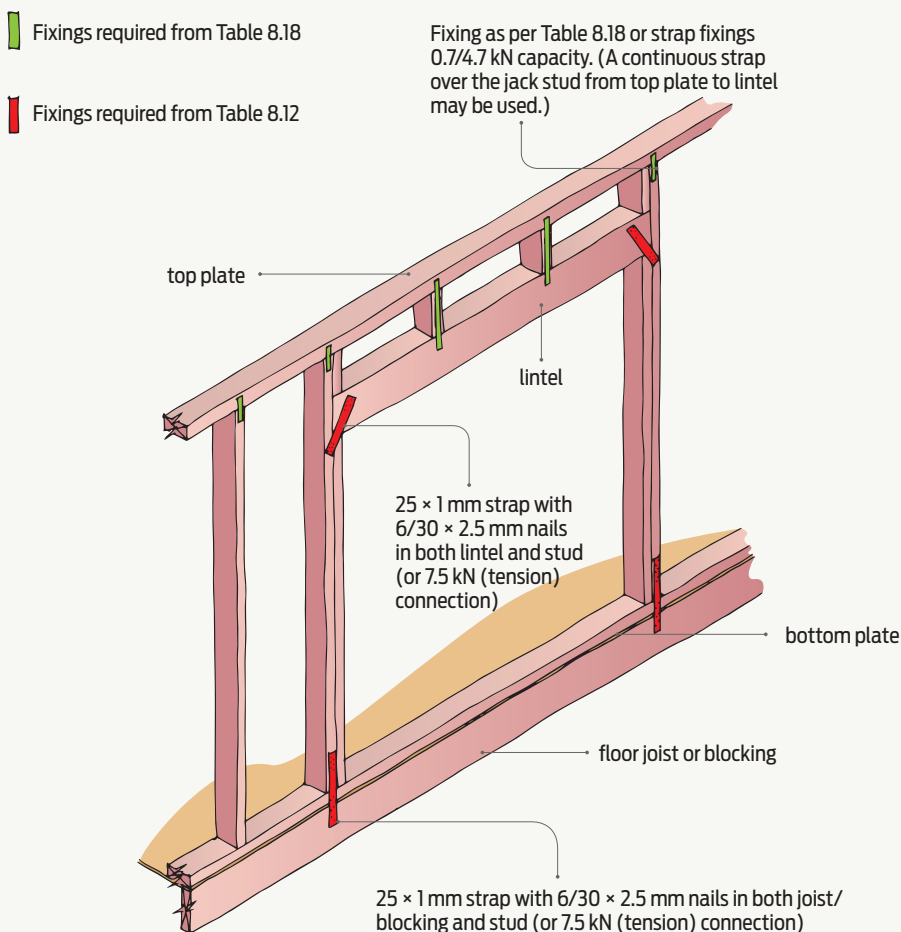 Fixings required from Table 8.18
Fixings required from Table 8.12
Fixing as per Table 8.18 or strap fixings
0.7/4.7 kN capacity. (A continuous strap
over the jack stud from top plate to lintel
may be used.)
top plate
lintel
25 × 1 mm strap with
6/30 × 2.5 mm nails
in both lintel and stud
(or 7.5 kN (tension)
connection)
bottom plate
floor joist or blocking
25 × 1 mm strap with 6/30 × 2.5 mm nails in both joist/
blocking and stud (or 7.5 kN (tension) connection)